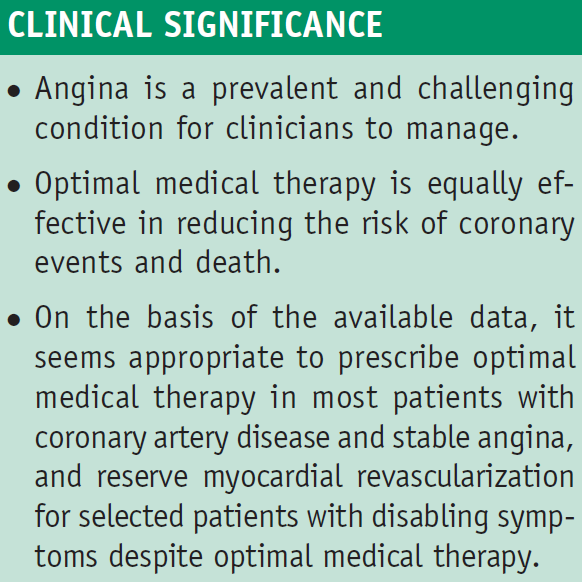 CLINICAL SIGNIFICANCE
• Angina is a prevalent and challenging
condition for clinicians to manage.
• Optimal medical therapy is equally ef-
fective in reducing the risk of coronary
events and death.
• On the basis of the available data, it
seems appropriate to prescribe optimal
medical therapy in most patients with
coronary artery disease and stable angina,
and reserve myocardial revascularization
for selected patients with disabling symp-
toms despite optimal medical therapy.